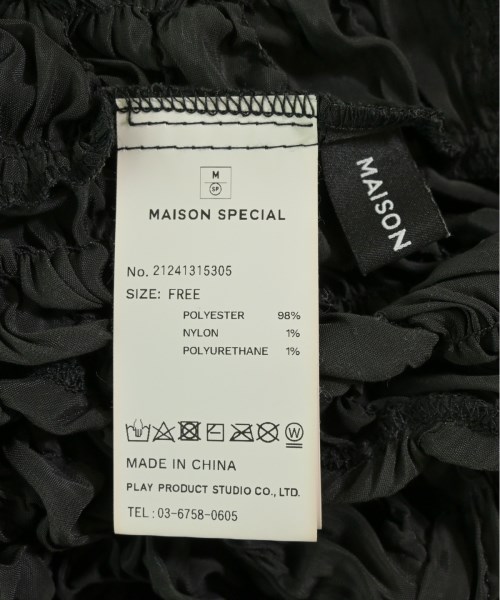 M
SP
MAISON SPECIAL
No. 21241315305
SIZE: FREE
POLYESTER 98%
NYLON 1%
POLYURETHANE 1%
W
MADE IN CHINA
PLAY PRODUCT STUDIO CO., LTD.
TEL : 03-6758-0605
MAISON